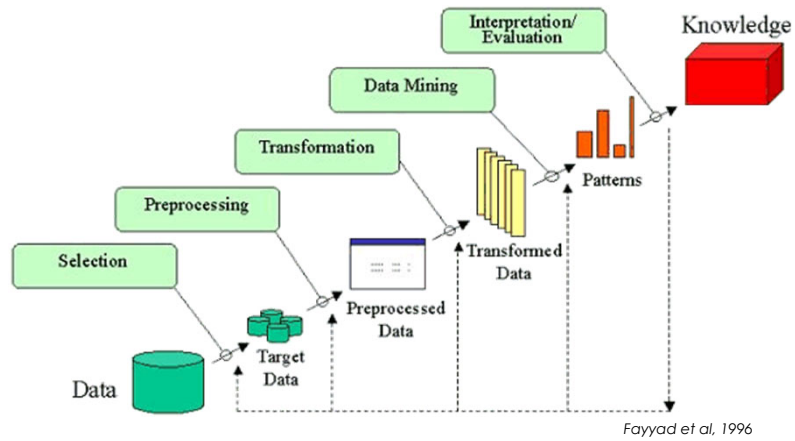 Interpretation/
Evaluation
Knowledge
Data Mining
Transformation
Patterns
Preprocessing
Transformed
Data
Selection
Preprocessed
Data
Target
Data
Data
Fayyad et al, 1996